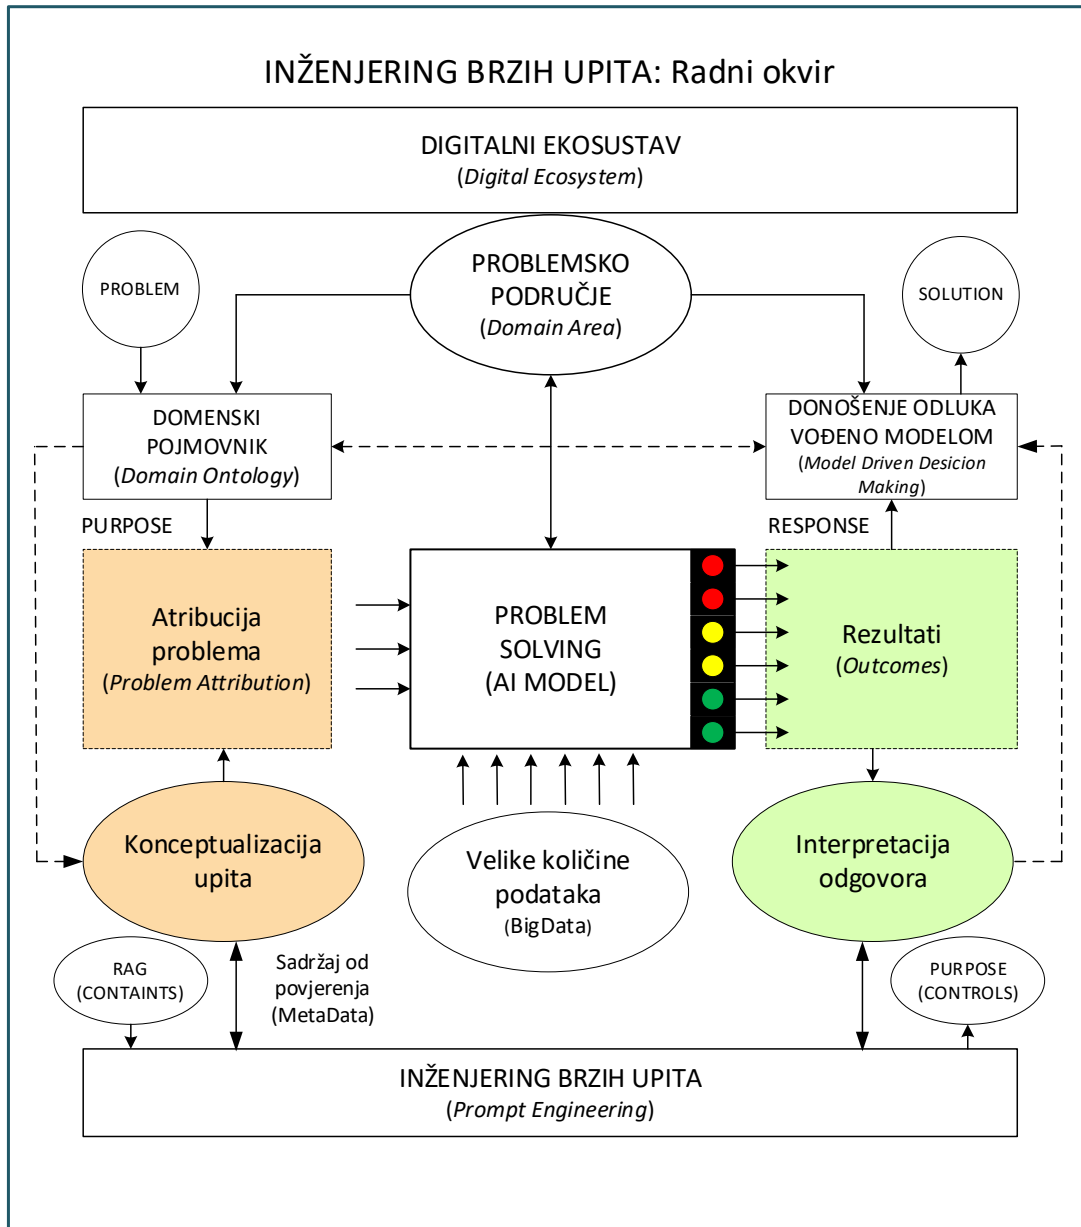 INŽENJERING BRZIH UPITA: Radni okvir
DIGITALNI EKOSUSTAV
(Digital Ecosystem)
PROBLEM
PROBLEMSKO
PODRUČJE
(Domain Area)
SOLUTION
DOMENSKI
POJMOVNIK
(Domain Ontology)
DONOŠENJE ODLUKA
VOĐENO MODELOM
(Model Driven Desicion
Making)
PURPOSE
RESPONSE
Atribucija
problema
(Problem Attribution)
PROBLEM
SOLVING
(AI MODEL)
Rezultati
(Outcomes)
Konceptualizacija
upita
Velike količine
podataka
(BigData)
Interpretacija
odgovora
RAG
(CONTAINTS)
Sadržaj od
povjerenja
(MetaData)
PURPOSE
(CONTROLS)
INŽENJERING BRZIH UPITA
(Prompt Engineering)